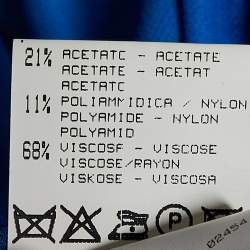 21% ACETATC - ACETATE
ACETATE - ACETAT
ACETATC
11% POLIAMMIDICA / NYLON
POLYAMIDE - NYLON
POLYAMID
68% VISCOSF - VISCOSE
VISCOSE/RAYON
VISKOSE - VISCOSA
P
02454